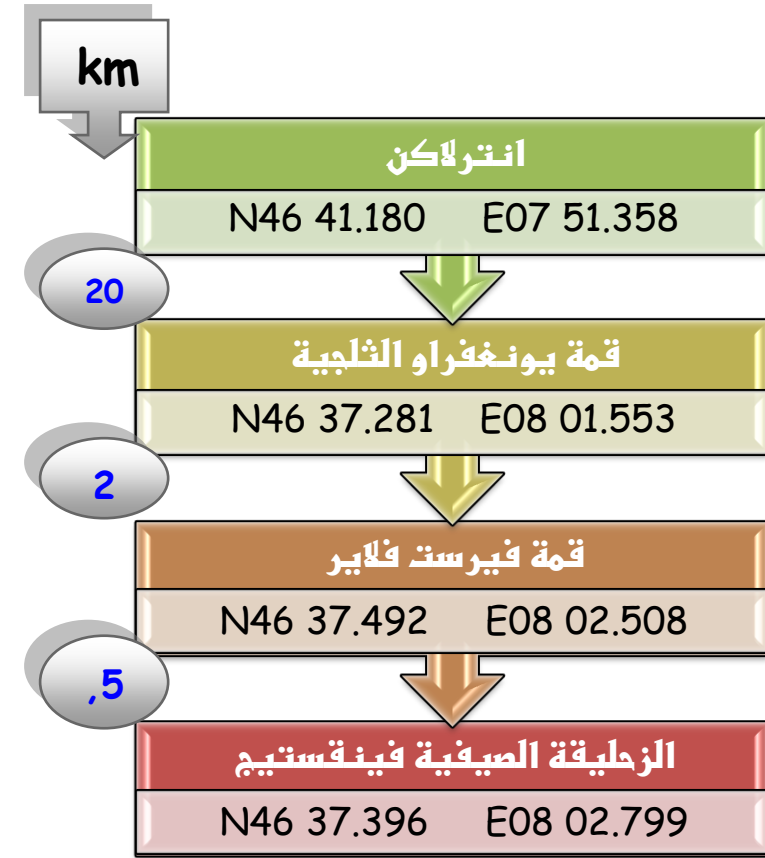 km
انترلاكن
N46 41.180 E07 51.358
20
قمة يونغفراو الثلجية
N46 37.281 E08 01.553
2
قمة فيرست فلاير
N46 37.492 E08 02.508
,5
الزحليقة الصيفية فينقستيج
N46 37.396 E08 02.799